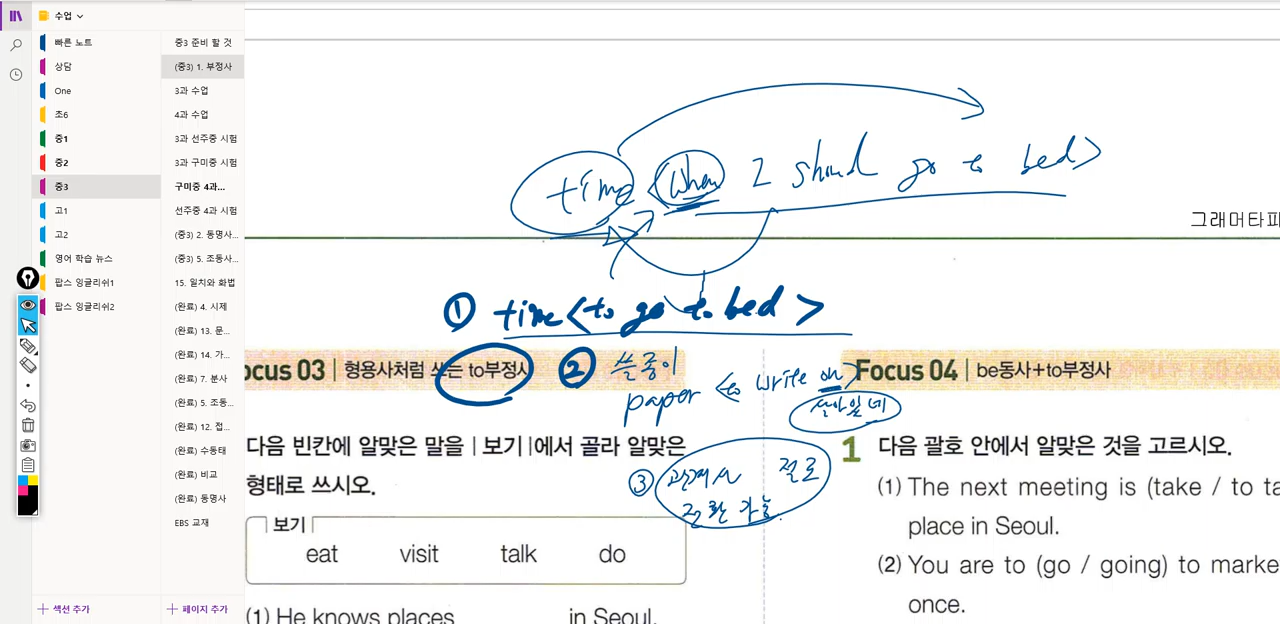 수업
빠른 노트
상담
One
초6
중1
중2
중3
고1
고2
영어 학습 뉴스
팝스 잉글리쉬1
팝스 잉글리쉬2
섹션 추가
중3 준비 할 것
(중3) 1. 부정사
3과 수업
4과 수업
3과 선주중 시험
3과 구미중 시험
구미중 4과...
선주중 4과 시험
(중3) 2. 동명사...
(중3) 5. 조동사...
15. 일치와 화법
(완료) 4. 시제
(완료) 13. 문...
(완료) 14. 가...
(완료) 7. 분사
(완료) 5. 조동...
(완료) 12. 접...
(완료) 수동태
(완료) 비교
(완료) 동명사
EBS 교재
페이지 추가
time <when I should go to bed>
그래머타피
① time <to go to bed>
ocus 03 | 형용사처럼 쓰는 to부정사
② 쓸 종이
paper <to write on>
살아있네
③ 관계사 절로
전환 가능.
다음 빈칸에 알맞은 말을 | 보기 |에서 골라 알맞은
형태로 쓰시오.
보기
eat visit talk do
(1) He knows places in Seoul.
Focus 04 | be동사+to부정사
1 다음 괄호 안에서 알맞은 것을 고르시오.
(1) The next meeting is (take / to ta
place in Seoul.
(2) You are to (go / going) to marke
once.